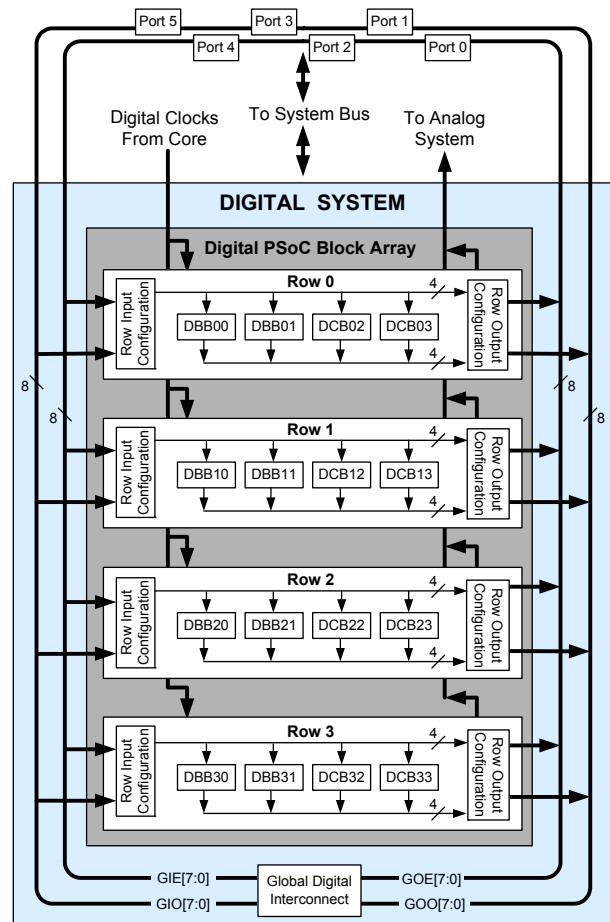 Port 5
Port 3
Port 1
Port 4
Port 2
Port 0
Digital Clocks
From Core
To System Bus
To Analog
System
DIGITAL SYSTEM
Digital PSoC Block Array
Row 0
4
Row Input
Configuration
DBB00
DBB01
DCB02
DCB03
4
Row Output
Configuration
8
8
8
8
Row 1
4
Row Input
Configuration
DBB10
DBB11
DCB12
DCB13
4
Row Output
Configuration
Row 2
4
Row Input
Configuration
DBB20
DBB21
DCB22
DCB23
4
Row Output
Configuration
Row 3
4
Row Input
Configuration
DBB30
DBB31
DCB32
DCB33
4
Row Output
Configuration
GIE[7:0]
GIO[7:0]
Global Digital
Interconnect
GOE[7:0]
GOO[7:0]